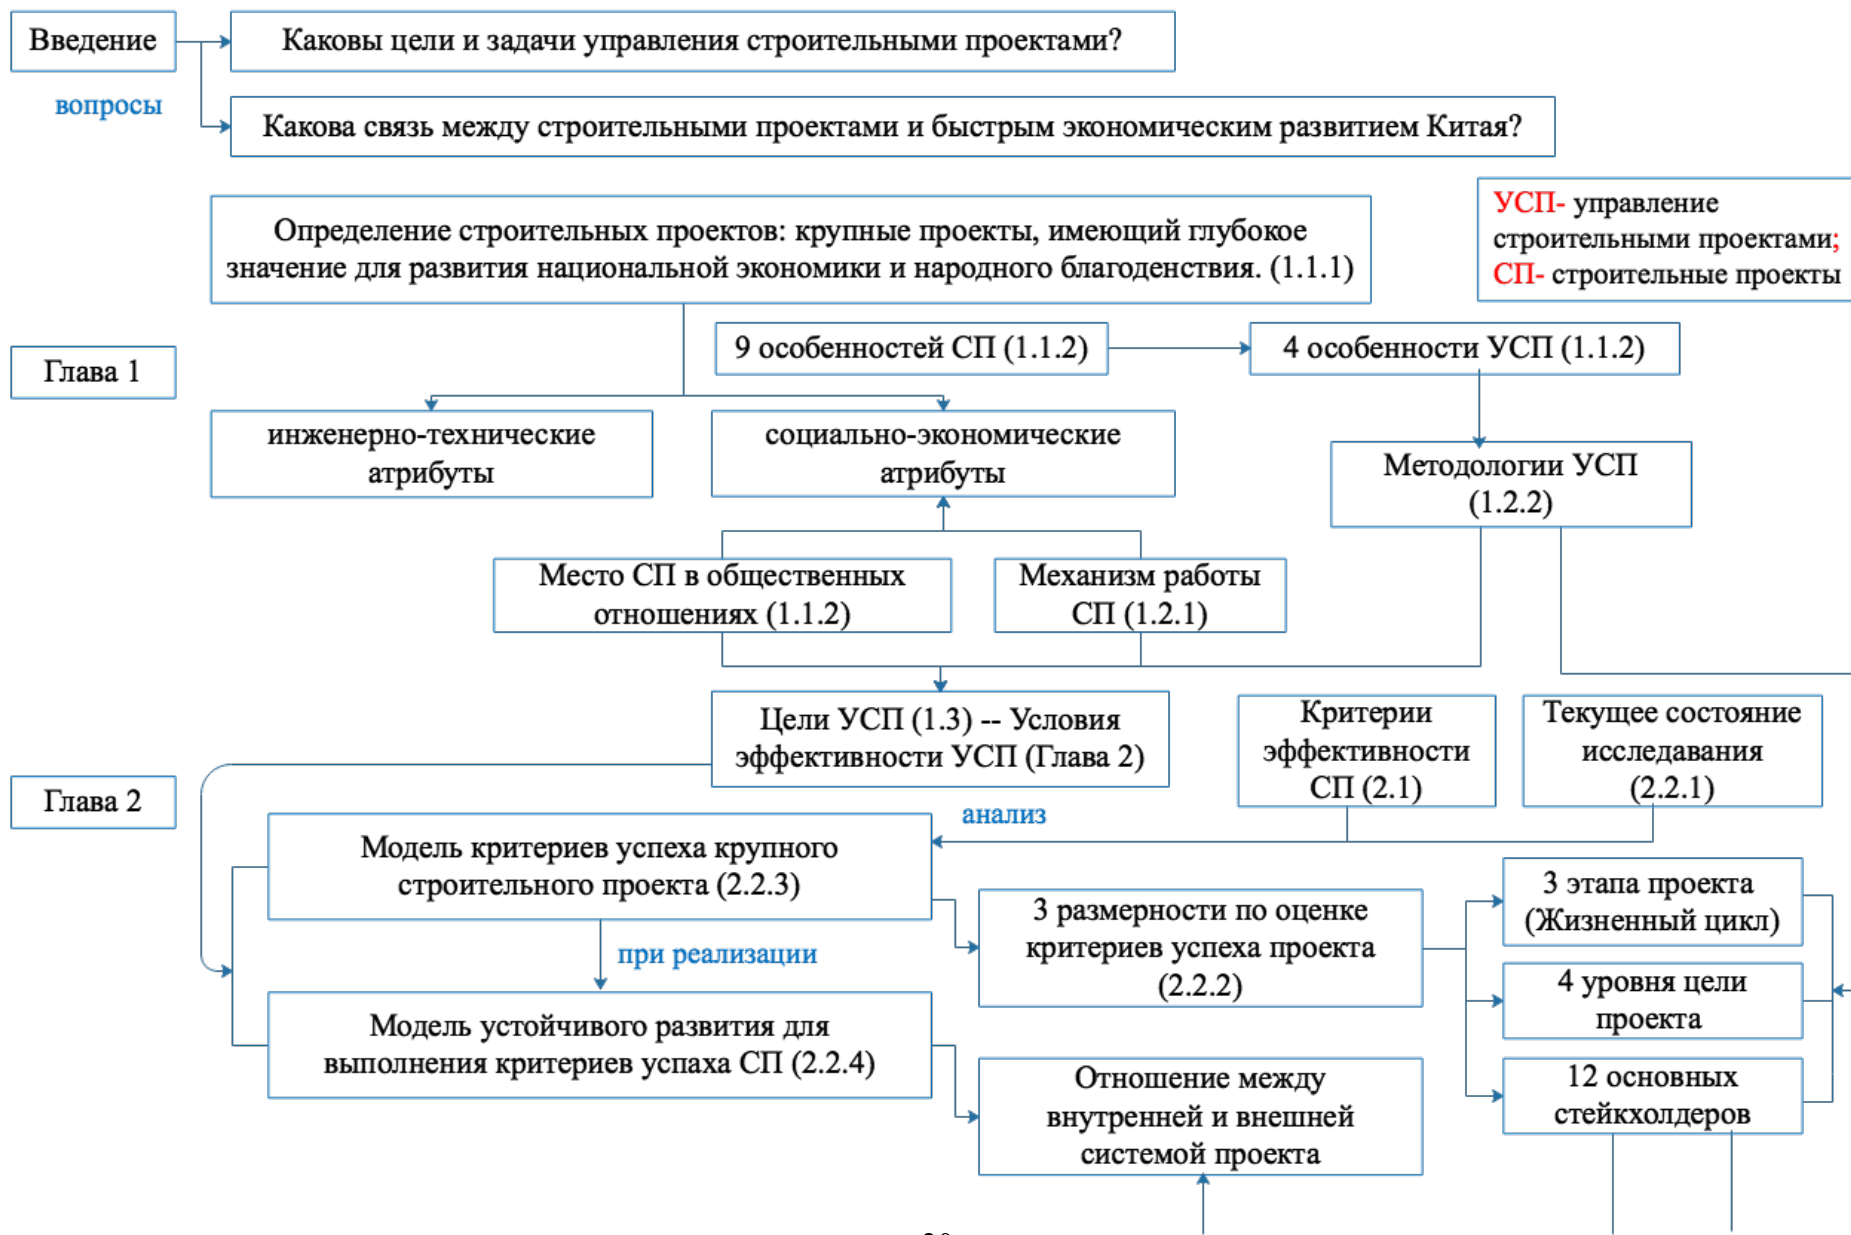 Введение
Каковы цели и задачи управления строительными проектами?
вопросы
Какова связь между строительными проектами и быстрым экономическим развитием Китая?
УСП- управление
строительными проектами;
СП- строительные проекты
Определение строительных проектов: крупные проекты, имеющий глубокое
значение для развития национальной экономики и народного благоденствия. (1.1.1)
Глава 1
9 особенностей СП (1.1.2)
4 особенности УСП (1.1.2)
инженерно-технические
атрибуты
социально-экономические
атрибуты
Методологии УСП
(1.2.2)
Место СП в общественных
отношениях (1.1.2)
Механизм работы
СП (1.2.1)
Цели УСП (1.3) -- Условия
эффективности УСП (Глава 2)
Критерии
эффективности
СП (2.1)
Текущее состояние
исследавания
(2.2.1)
Глава 2
анализ
Модель критериев успеха крупного
строительного проекта (2.2.3)
при реализации
3 размерности по оценке
критериев успеха проекта
(2.2.2)
3 этапа проекта
(Жизненный цикл)
4 уровня цели
проекта
12 основных
стейкхолдеров
Модель устойчивого развития для
выполнения критериев успаха СП (2.2.4)
Отношение между
внутренней и внешней
системой проекта